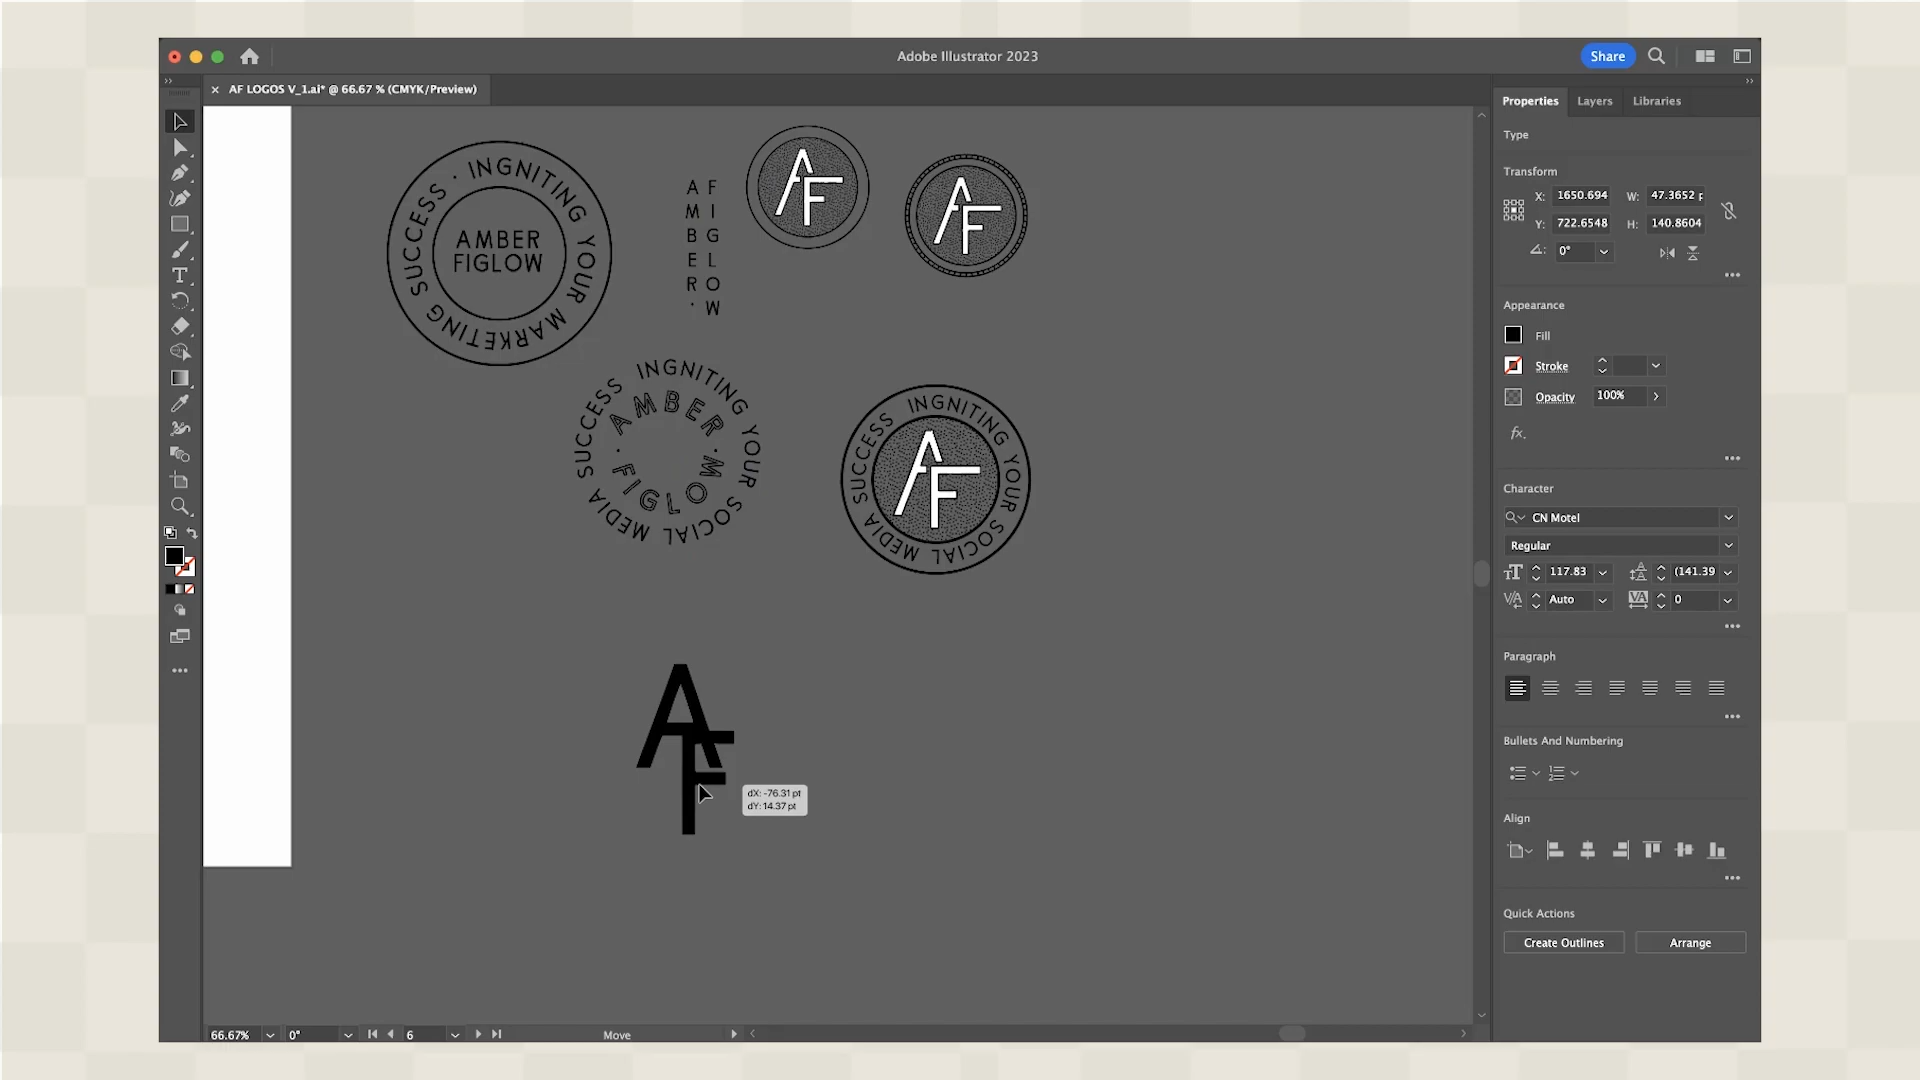 Adobe Illustrator 2023
Share
× AF LOGOS V_1.ai* @ 66.67 % (CMYK/Preview)
INGNITING YOUR MARKETING SUCCESS ·
AMBER
FIGLOW
AMBER ·
FIGLOW
AF
AF
INGNITING YOUR SOCIAL MEDIA SUCCESS
AMBER · FIGLOW ·
INGNITING YOUR SOCIAL MEDIA SUCCESS
AF
AF
dX: -76.31 pt
dY: 14.37 pt
66.67%
0°
6
Move
Properties
Layers
Libraries
Type
Transform
X: 1650.694
W: 47.3652 p
Y: 722.6548
H: 140.8604
0°
Appearance
Fill
Stroke
Opacity
100%
fx.
Character
CN Motel
Regular
117.83
(141.39
Auto
0
Paragraph
Bullets And Numbering
Align
Quick Actions
Create Outlines
Arrange